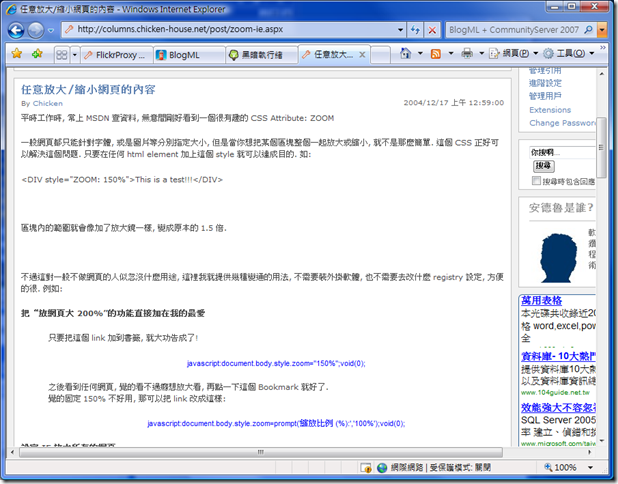 任意放大/縮小網頁的內容 - Windows Internet Explorer
http://columns.chicken-house.net/post/zoom-ie.aspx
BlogML + CommunityServer 2007
FlickrProxy ...
BlogML
黑暗執行緒
任意放大...
網頁(P)
工具(O)
任意放大/縮小網頁的內容
By Chicken
2004/12/17 上午 12:59:00
平時工作時, 常上 MSDN 查資料, 無意間剛好看到一個很有趣的 CSS Attribute: ZOOM
一般網頁都只能針對字體, 或是圖片等分別指定大小, 但是當你想把某個區塊整個一起放大或縮小, 就不是那麼簡單. 這個 CSS 正好可
以解決這個問題. 只要在任何 html element 加上這個 style 就可以達成目的. 如:
<DIV style="ZOOM: 150%">This is a test!!!</DIV>
區塊內的範圍就會像加了放大鏡一樣, 變成原本的 1.5 倍.
不過這對一般不做網頁的人似您沒什麼用途, 這裡我就提供幾種變通的用法, 不需要裝外掛軟體, 也不需要去改什麼 registry 設定, 方便
的很. 例如:
把 "放網頁大 200%"的功能直接加在我的最愛
只要把這個 link 加到書籤, 就大功告成了!
javascript:document.body.style.zoom="150%";void(0);
之後看到任何網頁, 覺的看不過癮想放大看, 再點一下這個 Bookmark 就好了.
覺的固定 150% 不好用, 那可以把 link 改成這樣:
javascript:document.body.style.zoom=prompt('縮放比例 (%):','100%');void(0);
管理引用
進階設定
管理用戶
Extensions
Change Password
你搜啊...
搜尋
搜尋時包含回應
安德魯是誰?
萬用表格
本光碟共收錄近20
格 word,excel,pow
全
資料庫- 10大熱門
提供資料庫10大熱
以及資料庫資訊總
www.104guide.net.tw
效能強大不容忽
SQL Server 2005
率 建立、偵錯和操
www.microsoft.com/taiw
網際網路 | 受保護模式: 關閉
100%